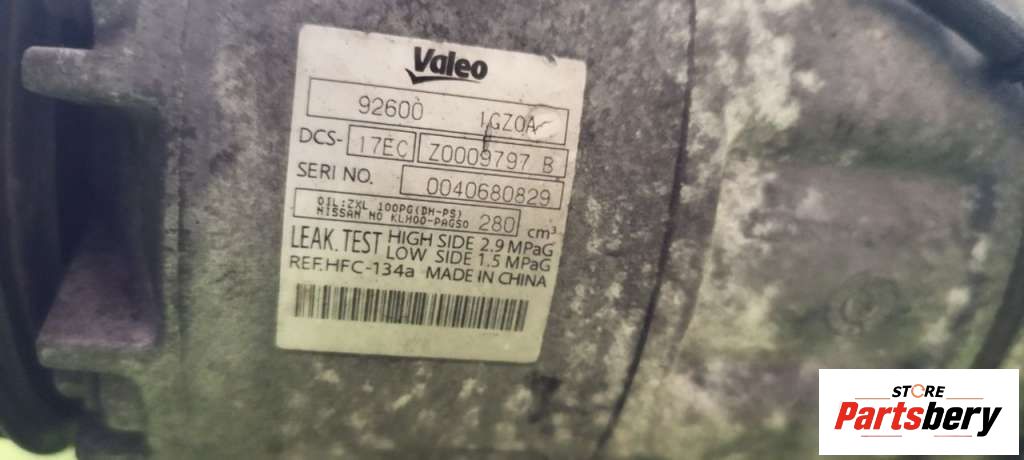 Valeo
92600 1GZ0A
DCS- 17EC Z0009797 B
SERI NO. 0040680829
OIL:ZXL 100PG(DH-PS)
NISSAN NO KLH00-PAGS0 280 cm³
LEAK. TEST HIGH SIDE 2.9 MPaG
LOW SIDE 1.5 MPaG
REF.HFC-134a MADE IN CHINA
STORE
Partsbery